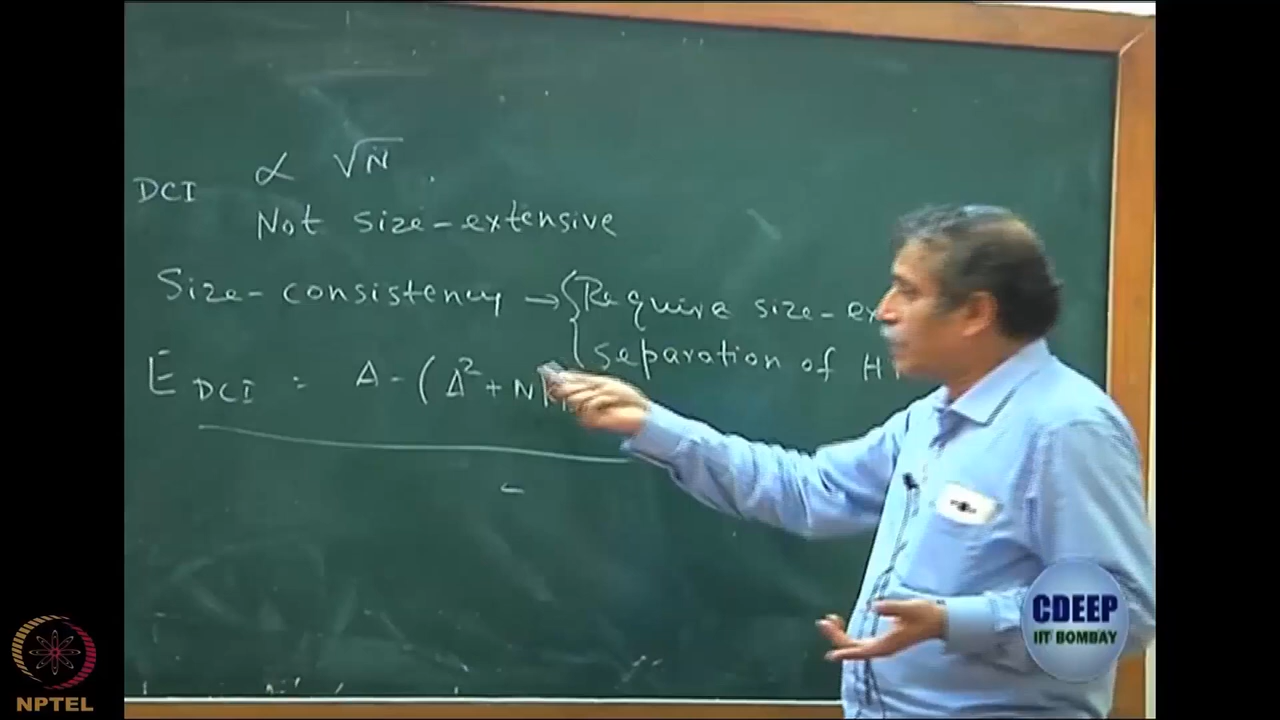 DCI ∝ √N .
Not size-extensive
Size-consistency → { Require size-ex
separation of H
E DCI = Δ - (Δ² + N
CDEEP
IIT BOMBAY
NPTEL